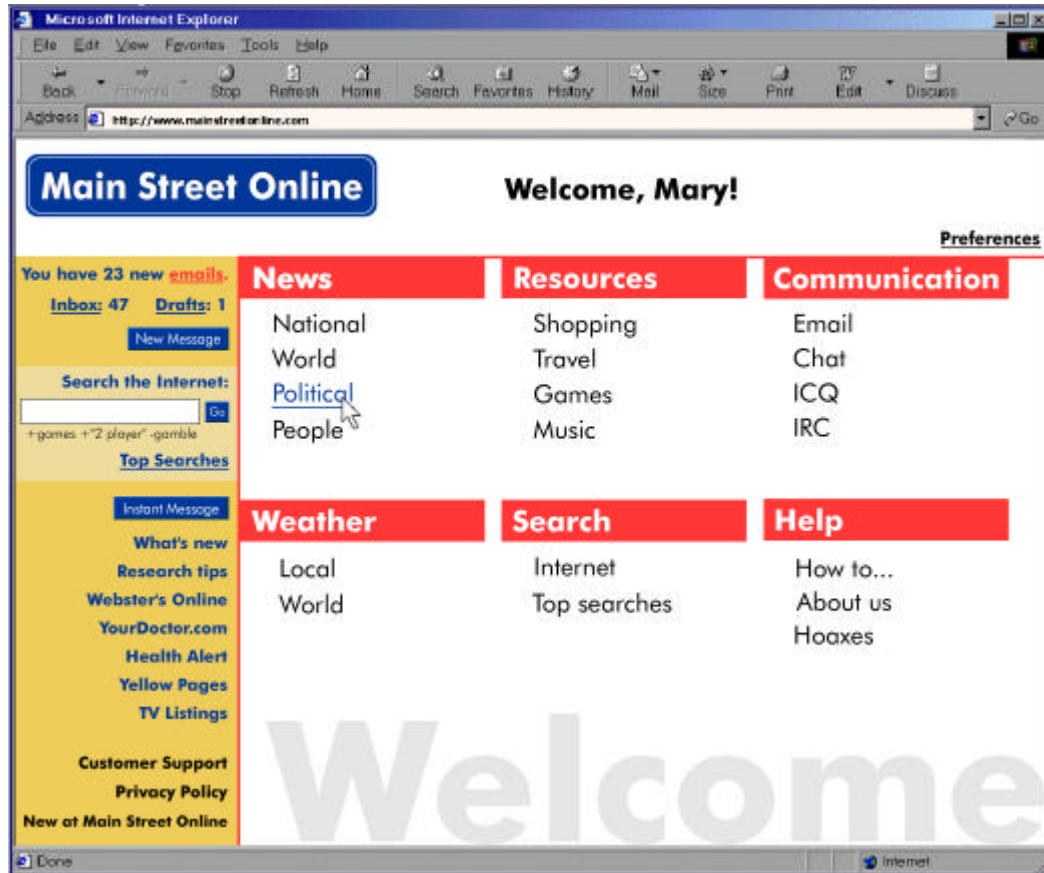 Microsoft Internet Explorer
File Edit View Favorites Tools Help
Back Forward Stop Refresh Home Search Favorites History Mail Size Print Edit Discuss
Address http://www.mainstreetonline.com Go
Main Street Online
Welcome, Mary!
Preferences
You have 23 new emails.
Inbox: 47 Drafts: 1
New Message
Search the Internet:
Go
+games +"2 player" -gamble
Top Searches
Instant Message
What's new
Research tips
Webster's Online
YourDoctor.com
Health Alert
Yellow Pages
TV Listings
Customer Support
Privacy Policy
New at Main Street Online
News
National
World
Political
People
Resources
Shopping
Travel
Games
Music
Communication
Email
Chat
ICQ
IRC
Weather
Local
World
Search
Internet
Top searches
Help
How to...
About us
Hoaxes
Welcome
Done
Internet